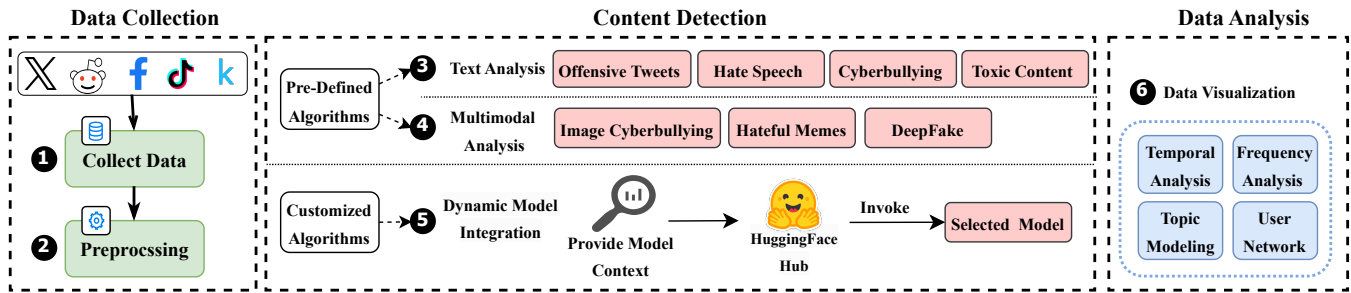 Data Collection
Content Detection
Data Analysis
1
Collect Data
2
Preprocssing
Pre-Defined
Algorithms
3
Text Analysis
Offensive Tweets
Hate Speech
Cyberbullying
Toxic Content
4
Multimodal
Analysis
Image Cyberbullying
Hateful Memes
DeepFake
Customized
Algorithms
5
Dynamic Model
Integration
Provide Model
Context
HuggingFace
Hub
Invoke
Selected Model
6
Data Visualization
Temporal
Analysis
Frequency
Analysis
Topic
Modeling
User
Network